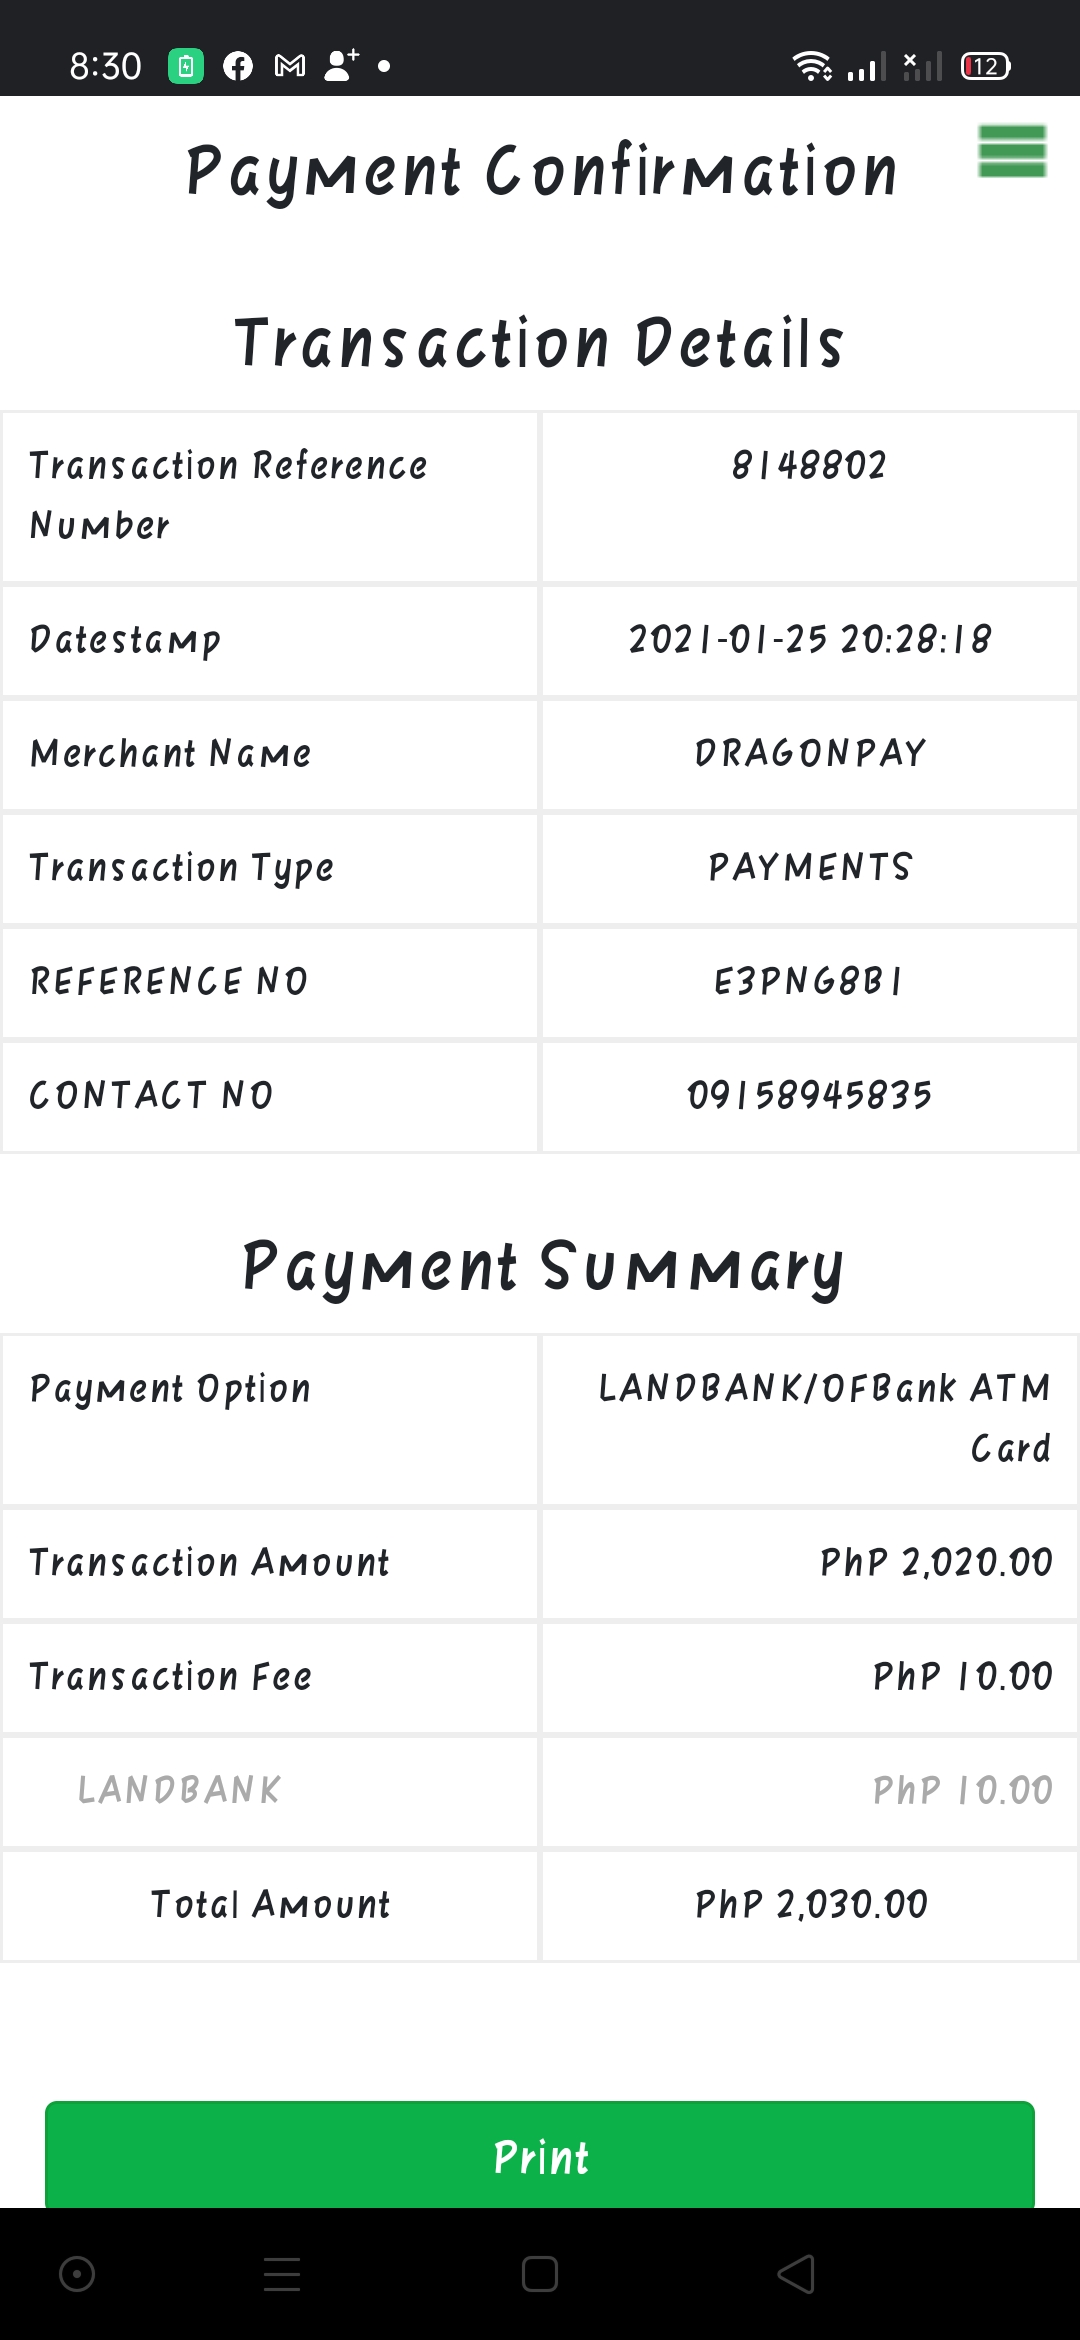 8:30
12
Payment Confirmation
Transaction Details
Transaction Reference
Number
8148802
Datestamp
2021-01-25 20:28:18
Merchant Name
DRAGONPAY
Transaction Type
PAYMENTS
REFERENCE NO
E3PNG8B1
CONTACT NO
09158945835
Payment Summary
Payment Option
LANDBANK/OFBank ATM
Card
Transaction Amount
PhP 2,020.00
Transaction Fee
PhP 10.00
LANDBANK
PhP 10.00
Total Amount
PhP 2,030.00
Print